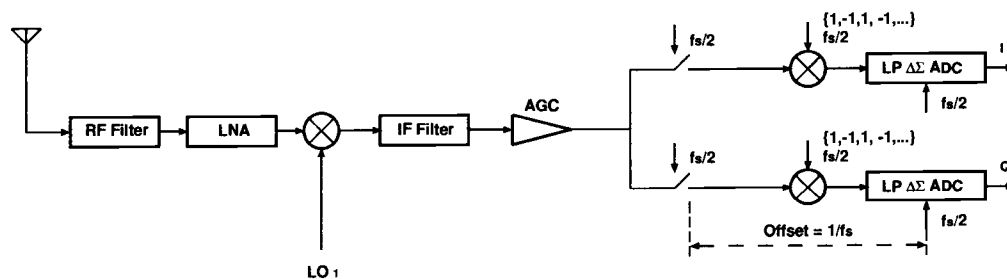 {1,-1,1, -1,...}
fs/2
fs/2
I
LP ΔΣ ADC
fs/2
AGC
RF Filter
LNA
IF Filter
{1,-1,1, -1,...}
fs/2
fs/2
Q
LP ΔΣ ADC
fs/2
Offset = 1/fs
LO 1